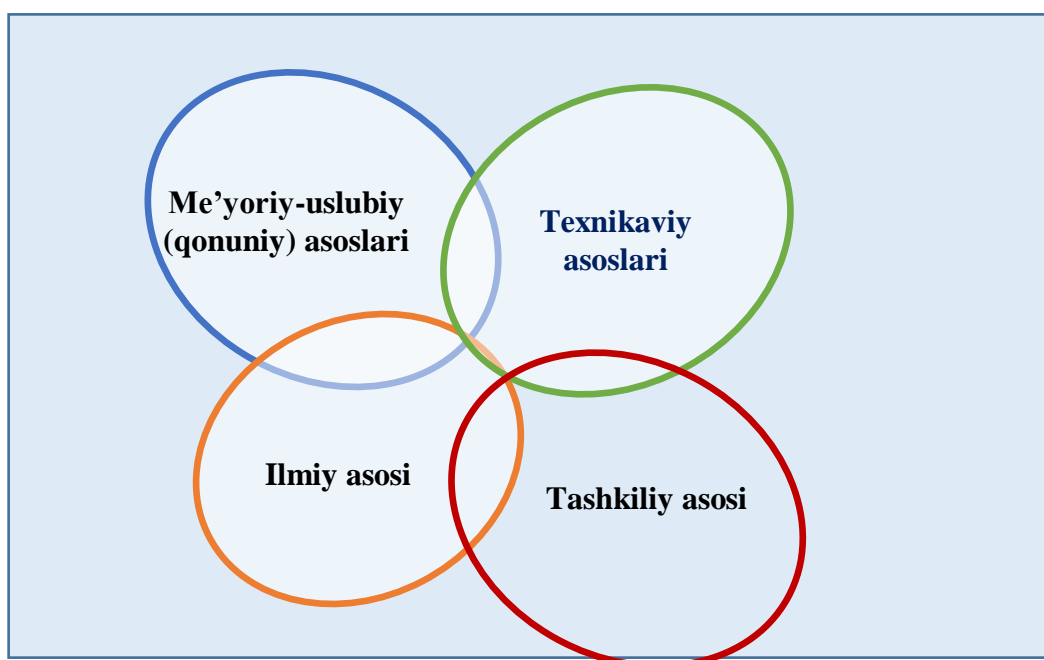 Me’yoriy-uslubiy
(qonuniy) asoslari
Texnikaviy
asoslari
Ilmiy asosi
Tashkiliy asosi